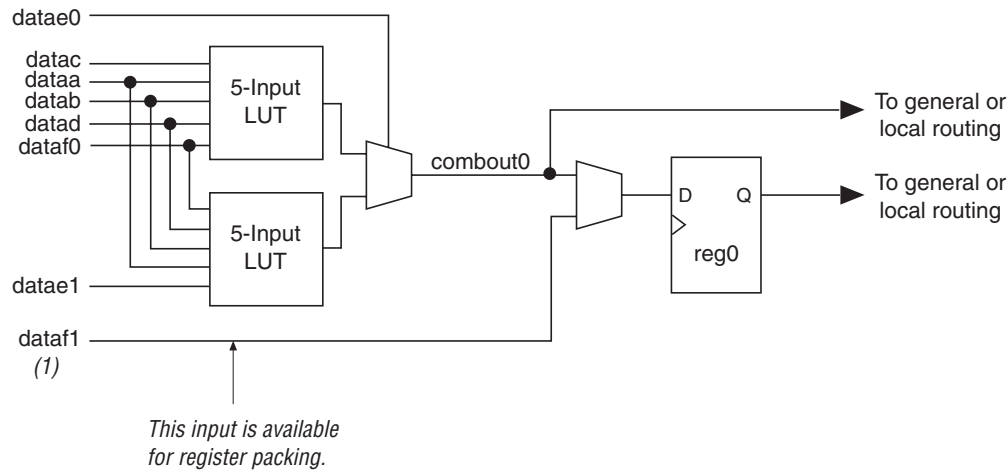 datae0
datac
dataa
datab
datad
dataf0
5-Input
LUT
combout0
To general or
local routing
D Q
reg0
To general or
local routing
5-Input
LUT
datae1
dataf1
(1)
This input is available
for register packing.